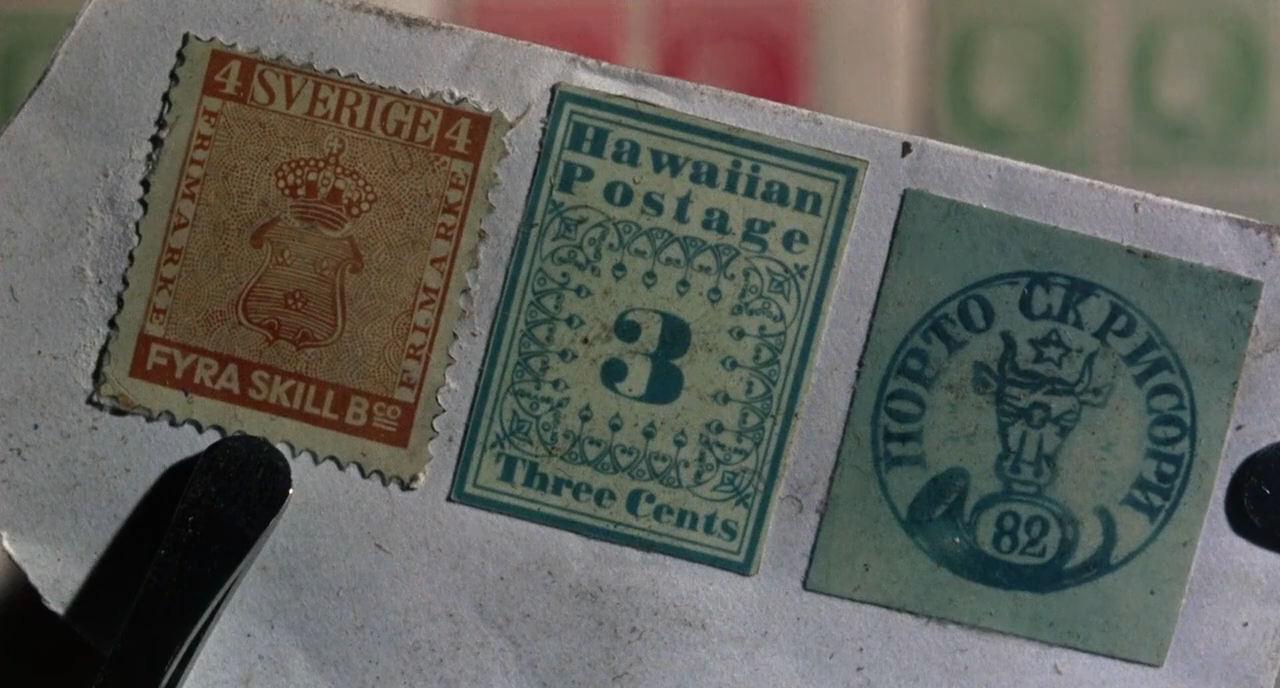 4 SVERIGE 4
FRIMARKE
FRIMARKE
FYRA SKILL Bco
Hawaiian
Postage
3
Three Cents
ПОРТО СКРИСОРИ
82